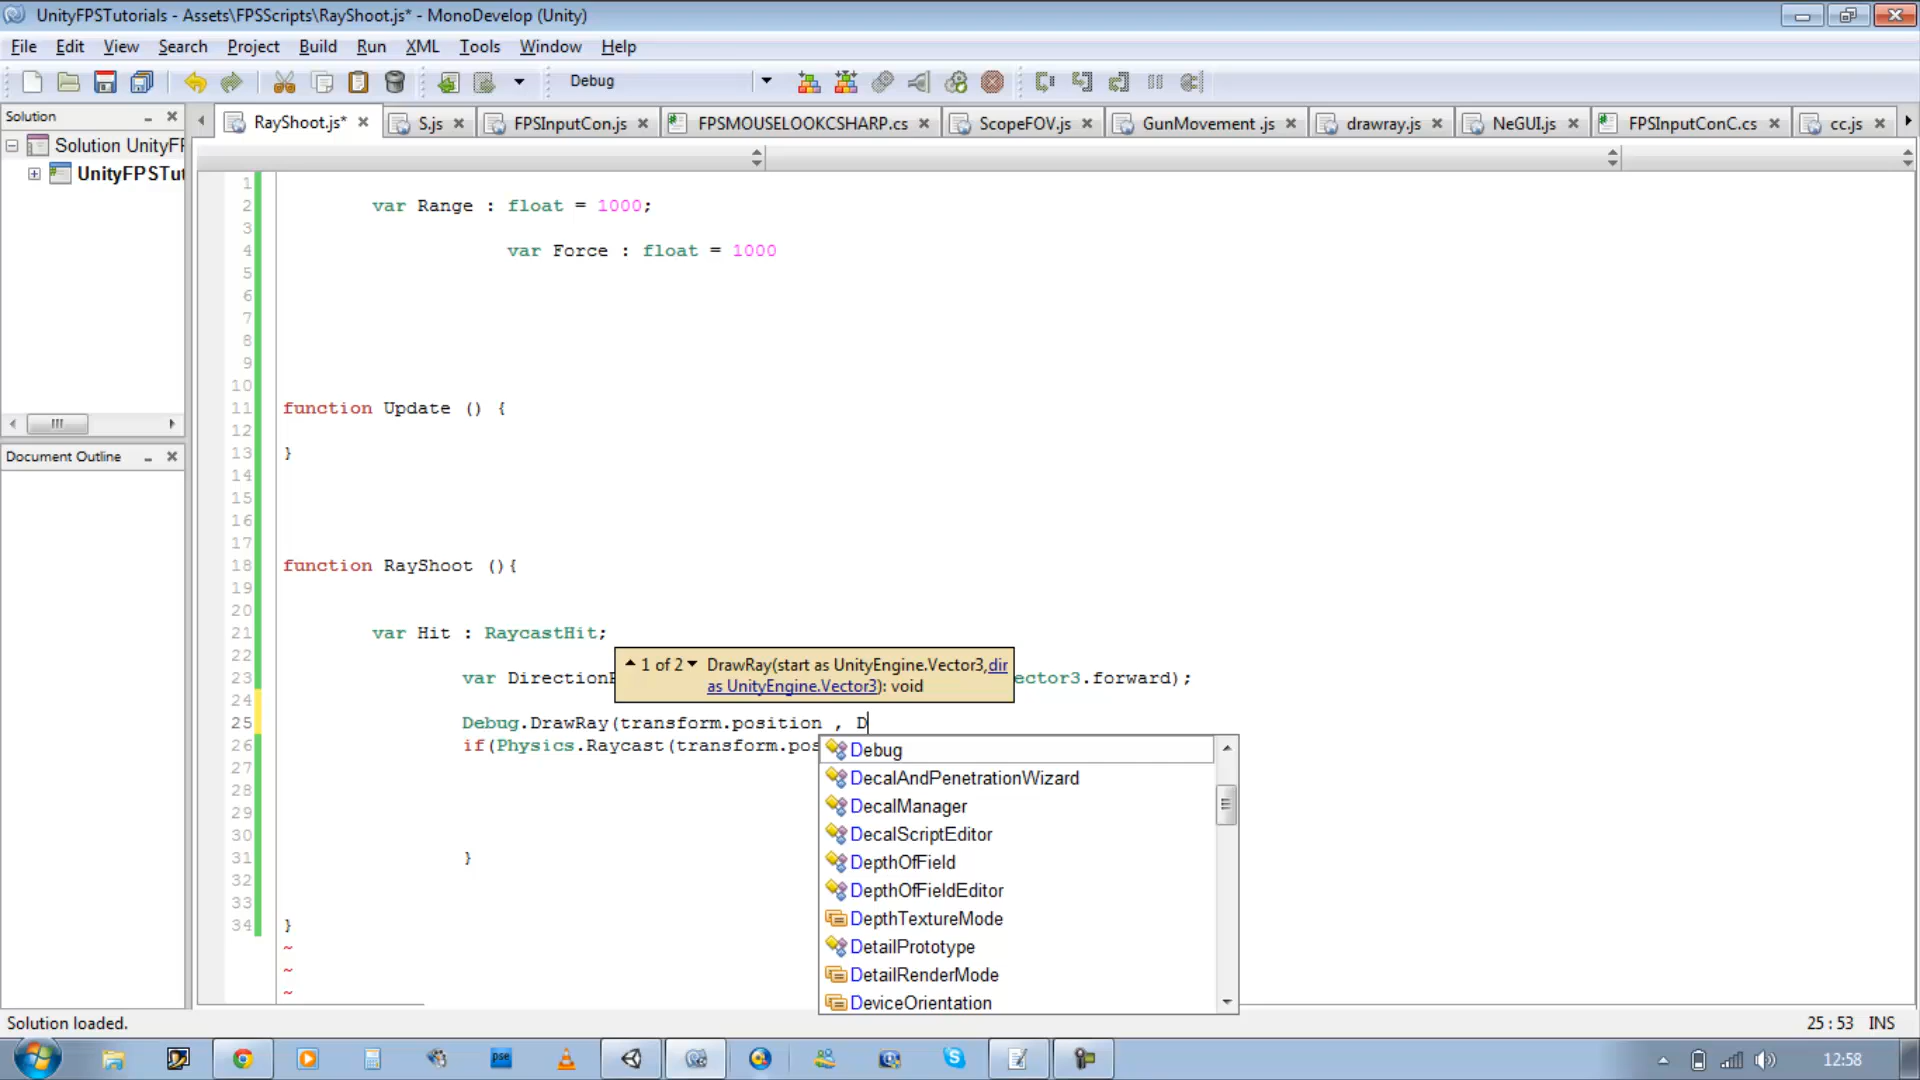 UnityFPSTutorials - Assets\FPSScripts\RayShoot.js* - MonoDevelop (Unity)
File Edit View Search Project Build Run XML Tools Window Help
Debug
Solution
RayShoot.js* S.js FPSInputCon.js FPSMOUSELOOKCSHARP.cs ScopeFOV.js GunMovement .js drawray.js NeGUI.js FPSInputConC.cs cc.js
Solution UnityFP
UnityFPSTut
Document Outline
1
2 var Range : float = 1000;
3
4 var Force : float = 1000
5
6
7
8
9
10
11 function Update () {
12
13 }
14
15
16
17
18 function RayShoot (){
19
20
21 var Hit : RaycastHit;
22
23 var Direction ector3.forward);
24
25 Debug.DrawRay(transform.position , D
26 if(Physics.Raycast(transform.pos
27
28
29
30
31 }
32
33
34 }
~
~
~
1 of 2 DrawRay(start as UnityEngine.Vector3,dir
as UnityEngine.Vector3): void
Debug
DecalAndPenetrationWizard
DecalManager
DecalScriptEditor
DepthOfField
DepthOfFieldEditor
DepthTextureMode
DetailPrototype
DetailRenderMode
DeviceOrientation
Solution loaded.
25 : 53 INS
pse
12:58